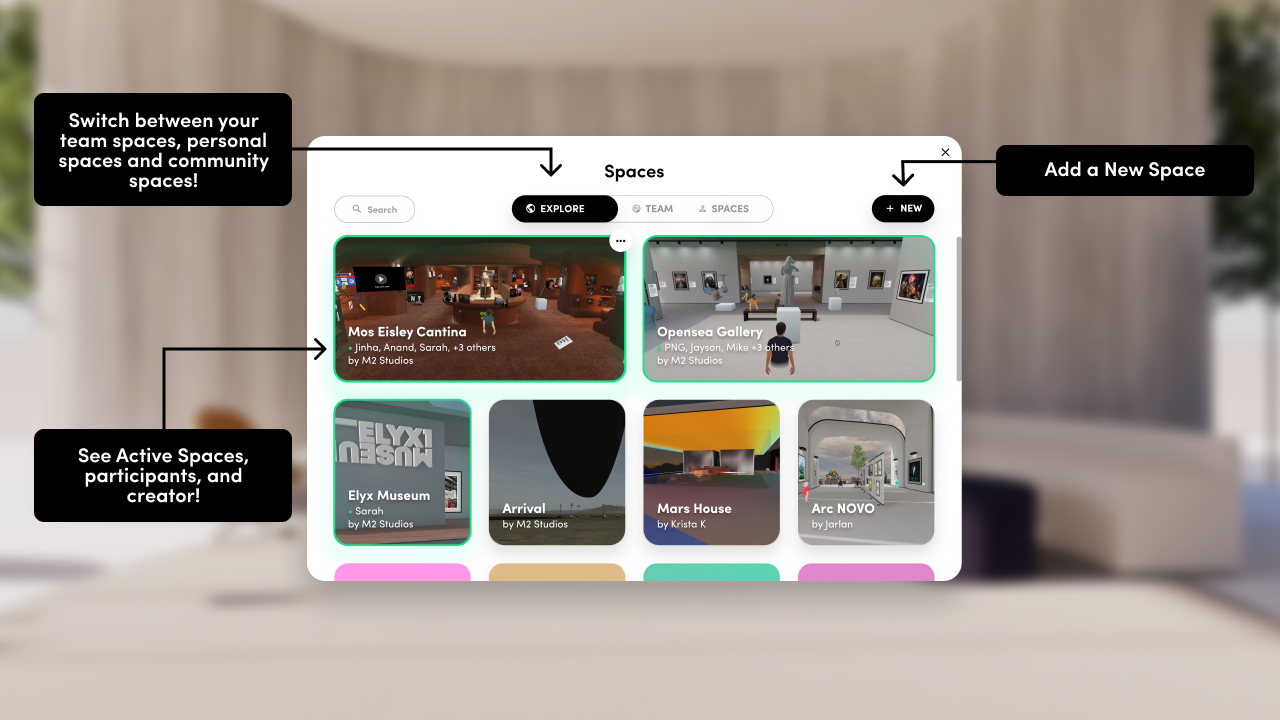 Switch between your
team spaces, personal
spaces and community
spaces!
Spaces
Add a New Space
Search
EXPLORE
TEAM
SPACES
NEW
Mos Eisley Cantina
Jinha, Anand, Sarah, +3 others
by M2 Studios
Opensea Gallery
PNG, Jayson, Mike +3 others
by M2 Studios
See Active Spaces,
participants, and
creator!
ELYX
MUSEUM
Elyx Museum
Sarah
by M2 Studios
Arrival
by M2 Studios
Mars House
by Krista K
Arc NOVO
by Jarlan